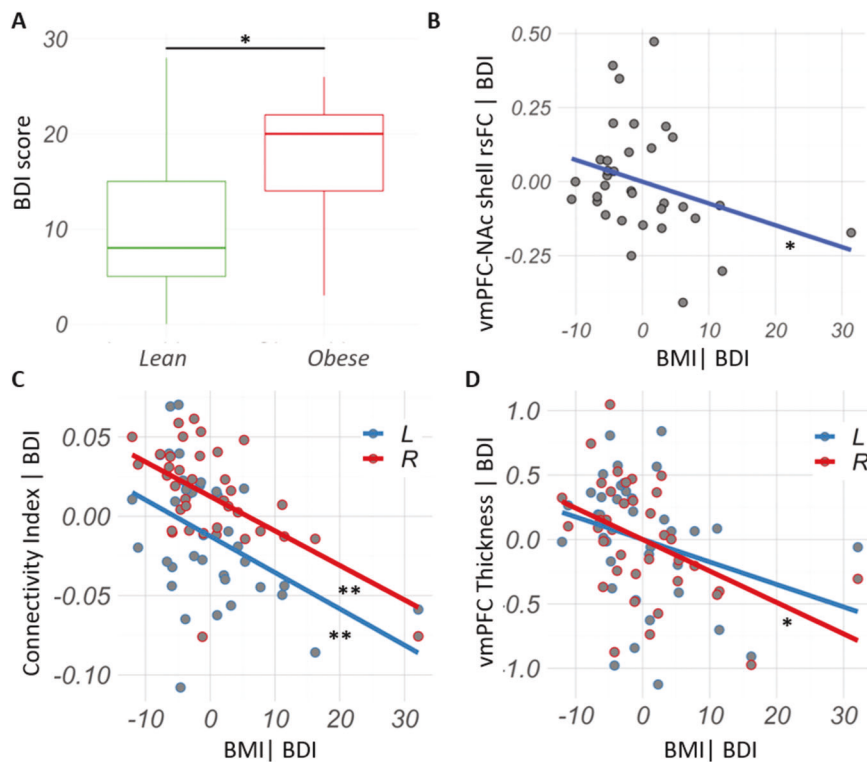 A
*
30
20
10
0
BDI score
Lean
Obese
B
0.50
0.25
0.00
-0.25
vmPFC-NAc shell rsFC | BDI
*
-10
0
10
20
30
BMI| BDI
C
L
R
0.05
0.00
-0.05
-0.10
Connectivity Index | BDI
**
**
-10
0
10
20
30
BMI| BDI
D
L
R
1.0
0.5
0.0
-0.5
-1.0
vmPFC Thickness | BDI
*
-10
0
10
20
30
BMI| BDI